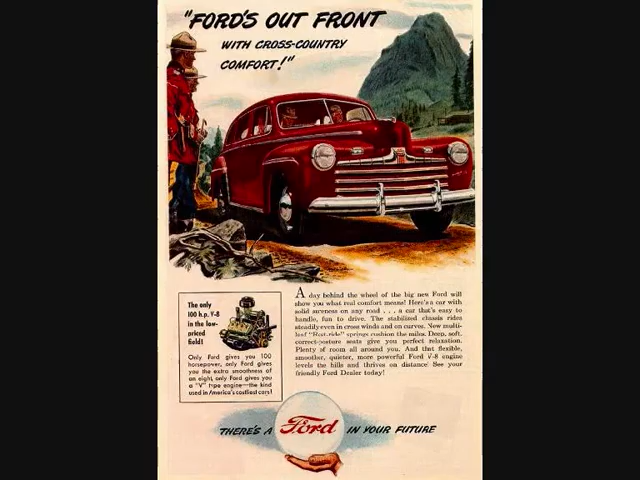 "FORD'S OUT FRONT
WITH CROSS-COUNTRY
COMFORT!"
The only
100 h.p. V-8
in the low-
priced
field!
Only Ford gives you 100
horsepower, only Ford gives
you the extra smoothness of
an eight, only Ford gives you
a "V" type engine—the kind
used in America's costliest cars!
A day behind the wheel of the big new Ford will
show you what real comfort means! Here's a car with
solid sureness on any road . . . a car that's easy to
handle, fun to drive. The stabilized chassis rides
steadily even in cross winds and on curves. New multi-
leaf "Rest-ride" springs cushion the miles. Deep, soft,
correct-posture seats give you perfect relaxation.
Plenty of room all around you. And that flexible,
smoother, quieter, more powerful Ford V-8 engine
levels the hills and thrives on distance! See your
friendly Ford Dealer today!
THERE'S A Ford IN YOUR FUTURE